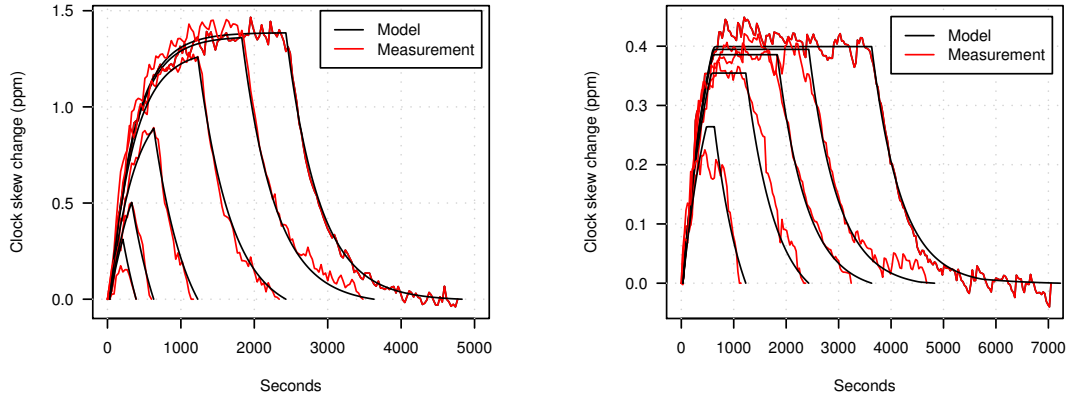 Clock skew change (ppm)
1.5
1.0
0.5
0.0
Model
Measurement
0 1000 2000 3000 4000 5000
Seconds
Clock skew change (ppm)
0.4
0.3
0.2
0.1
0.0
Model
Measurement
0 1000 2000 3000 4000 5000 6000 7000
Seconds